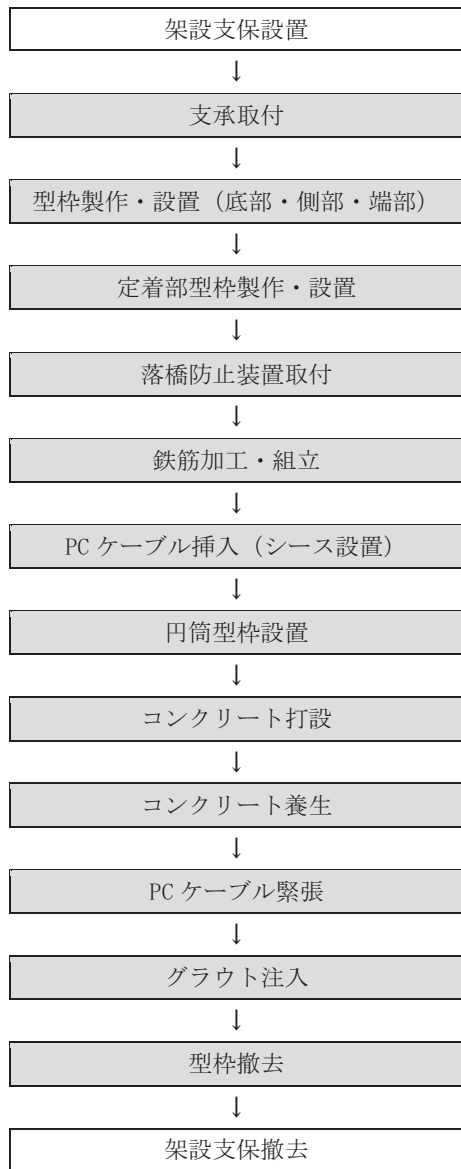 架設支保設置
↓
支承取付
↓
型枠製作・設置（底部・側部・端部）
↓
定着部型枠製作・設置
↓
落橋防止装置取付
↓
鉄筋加工・組立
↓
PC ケーブル挿入（シース設置）
↓
円筒型枠設置
↓
コンクリート打設
↓
コンクリート養生
↓
PC ケーブル緊張
↓
グラウト注入
↓
型枠撤去
↓
架設支保撤去